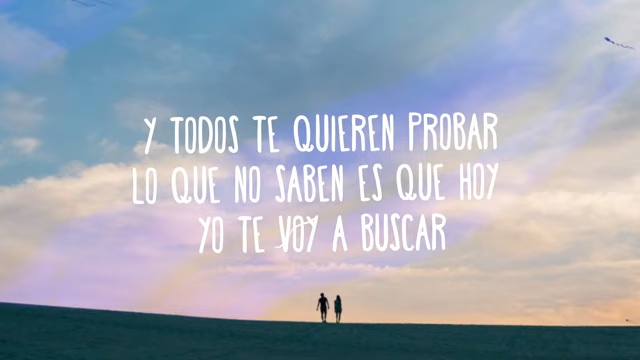 Y TODOS TE QUIEREN PROBAR
LO QUE NO SABEN ES QUE HOY
YO TE VOY A BUSCAR